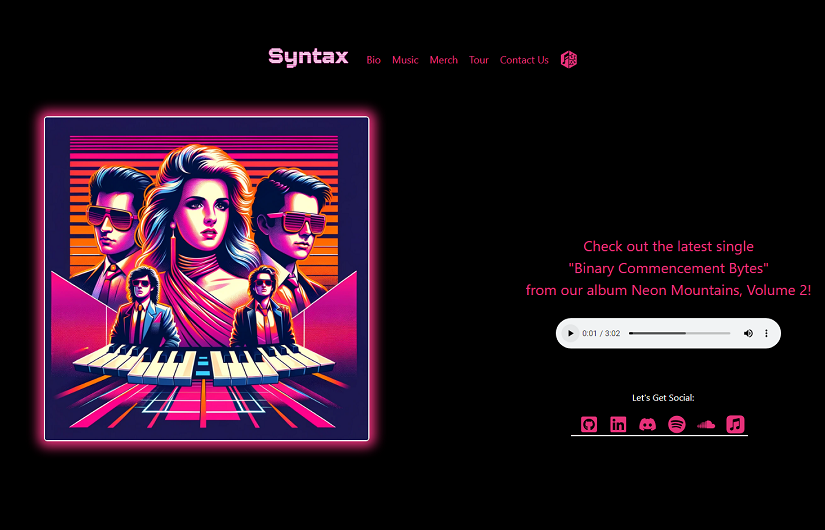 Syntax
Bio Music Merch Tour Contact Us
Check out the latest single
"Binary Commencement Bytes"
from our album Neon Mountains, Volume 2!
0:01 / 3:02
Let's Get Social: